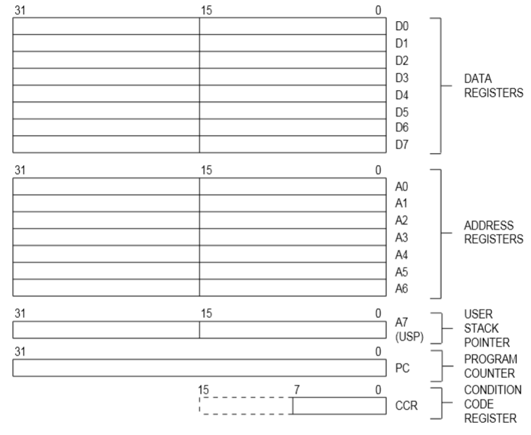 31 15 0
D0
D1
D2
D3
D4
D5
D6
D7
DATA
REGISTERS
31 15 0
A0
A1
A2
A3
A4
A5
A6
ADDRESS
REGISTERS
31 15 0
A7
(USP)
USER
STACK
POINTER
31 0
PC
PROGRAM
COUNTER
15 7 0
CCR
CONDITION
CODE
REGISTER